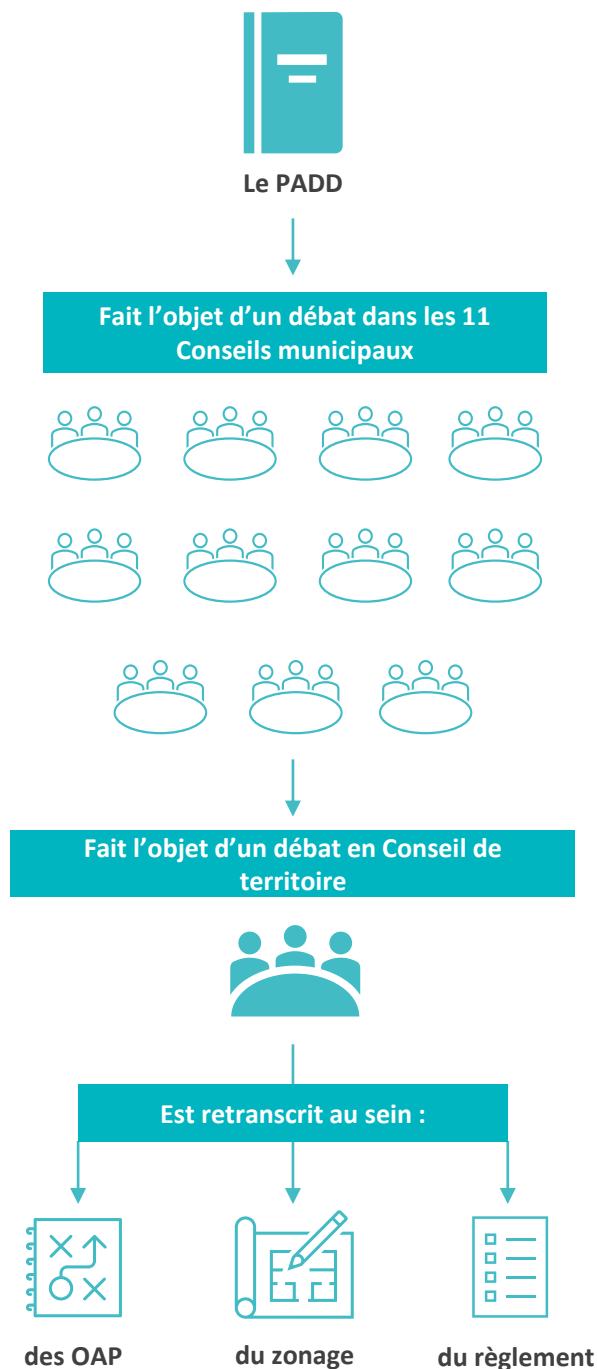 Le PADD
Fait l’objet d’un débat dans les 11
Conseils municipaux
Fait l’objet d’un débat en Conseil de
territoire
Est retranscrit au sein :
des OAP
du zonage
du règlement